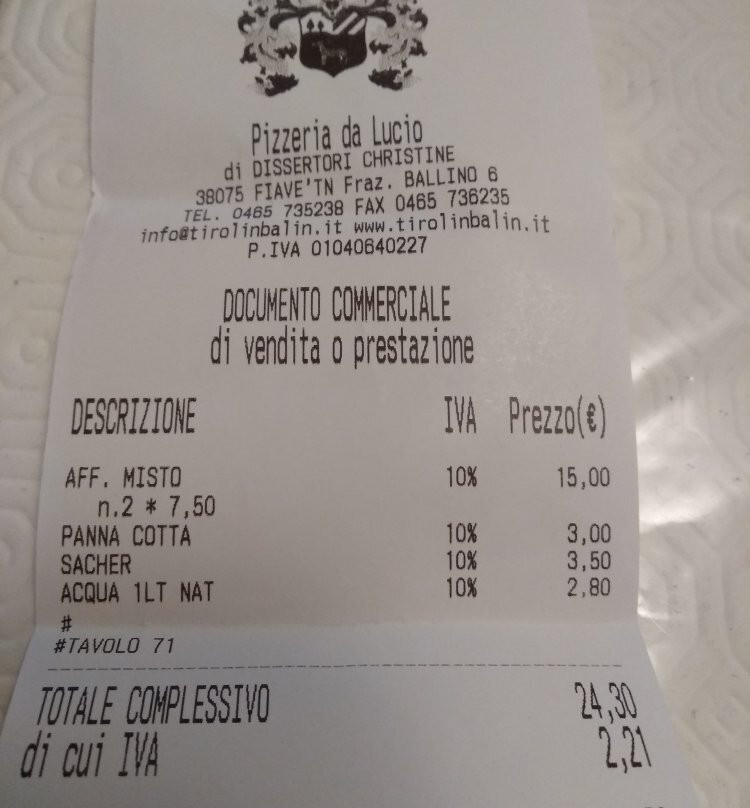 Pizzeria da Lucio
di DISSERTORI CHRISTINE
38075 FIAVE'TN Fraz. BALLINO 6
TEL. 0465 735238 FAX 0465 736235
info@tirolinbalin.it www.tirolinbalin.it
P.IVA 01040640227
DOCUMENTO COMMERCIALE
di vendita o prestazione
DESCRIZIONE IVA Prezzo(€)
AFF. MISTO 10% 15,00
n.2 * 7,50
PANNA COTTA 10% 3,00
SACHER 10% 3,50
ACQUA 1LT NAT 10% 2,80
#
#TAVOLO 71
TOTALE COMPLESSIVO 24,30
di cui IVA 2,21